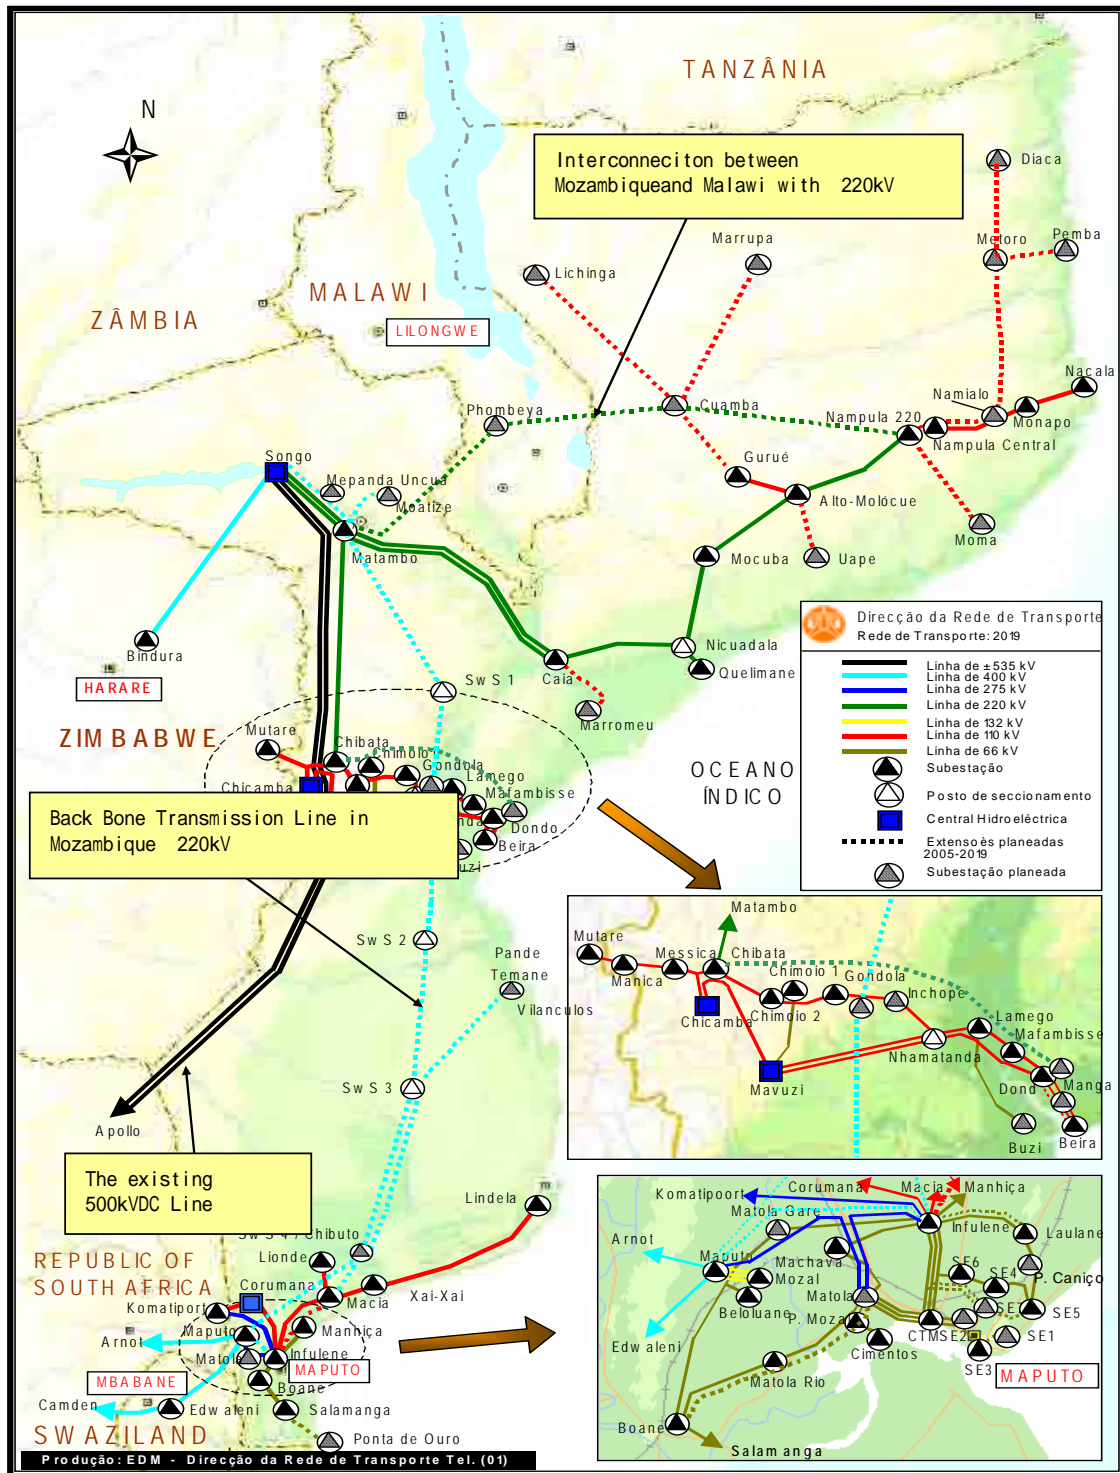 TANZÂNIA
N
Interconneciton between
Mozambiqueand Malawi with 220kV
Diaca
Marrupa
Metoro
Pemba
Lichinga
MALAWI
ZÂMBIA
LILONGWE
Nacala
Namialo
Phombeya
Cuamba
Nampula 220
Monapo
Nampula Central
Songo
Gurué
Mepanda Uncua
Moatize
Alto-Molócue
Moma
Matambo
Mocuba
Uape
Direcção da Rede de Transporte
Rede de Transporte: 2019
Linha de ±535 kV
Linha de 400 kV
Linha de 275 kV
Linha de 220 kV
Linha de 132 kV
Linha de 110 kV
Linha de 66 kV
Subestação
Posto de seccionamento
Central Hidroeléctrica
Extensoès planeadas
2005-2019
Subestação planeada
Bindura
Nicuadala
HARARE
Caia
Quelimane
SwS1
Marromeu
ZIMBABWE
Mutare
Chibata
Chimoio
Gondola
OCEANO
ÍNDICO
Chicamba
Lamego
Mafambisse
Back Bone Transmission Line in
Mozambique 220kV
nda
Dondo
Beira
uzi
SwS2
Pande
Temane
Vilanculos
SwS3
Apollo
Matambo
Mutare
Messica
Chibata
Manica
Chimoio 1
Gondola
Inchope
Chicamba
Chimoio 2
Lamego
Mafambisse
Nhamatanda
Mavuzi
Dond
Manga
Buzi
Beira
The existing
500kVDC Line
Lindela
SwS4 / Chibuto
REPUBLIC OF
SOUTH AFRICA
Lionde
Corumana
Komatiport
Macia
Xai-Xai
Maputo
Manhiça
Arnot
Matola
Infulene
MAPUTO
MBABANE
Boane
Camden
Edwaleni
Salamanga
SWAZILAND
Ponta de Ouro
Komatipoort
Corumana
Macia
Manhiça
Matola Gare
Infulene
Laulane
Arnot
Maputo
Machava
Mozal
SE6
SE4
P. Caniço
Beloluane
Matola
P. Mozal
SE7
SE5
Edwaleni
CTM
SE2
SE1
Cimentos
SE3
MAPUTO
Matola Rio
Boane
Salamanga
Produção: EDM - Direcção da Rede de Transporte Tel. (01)